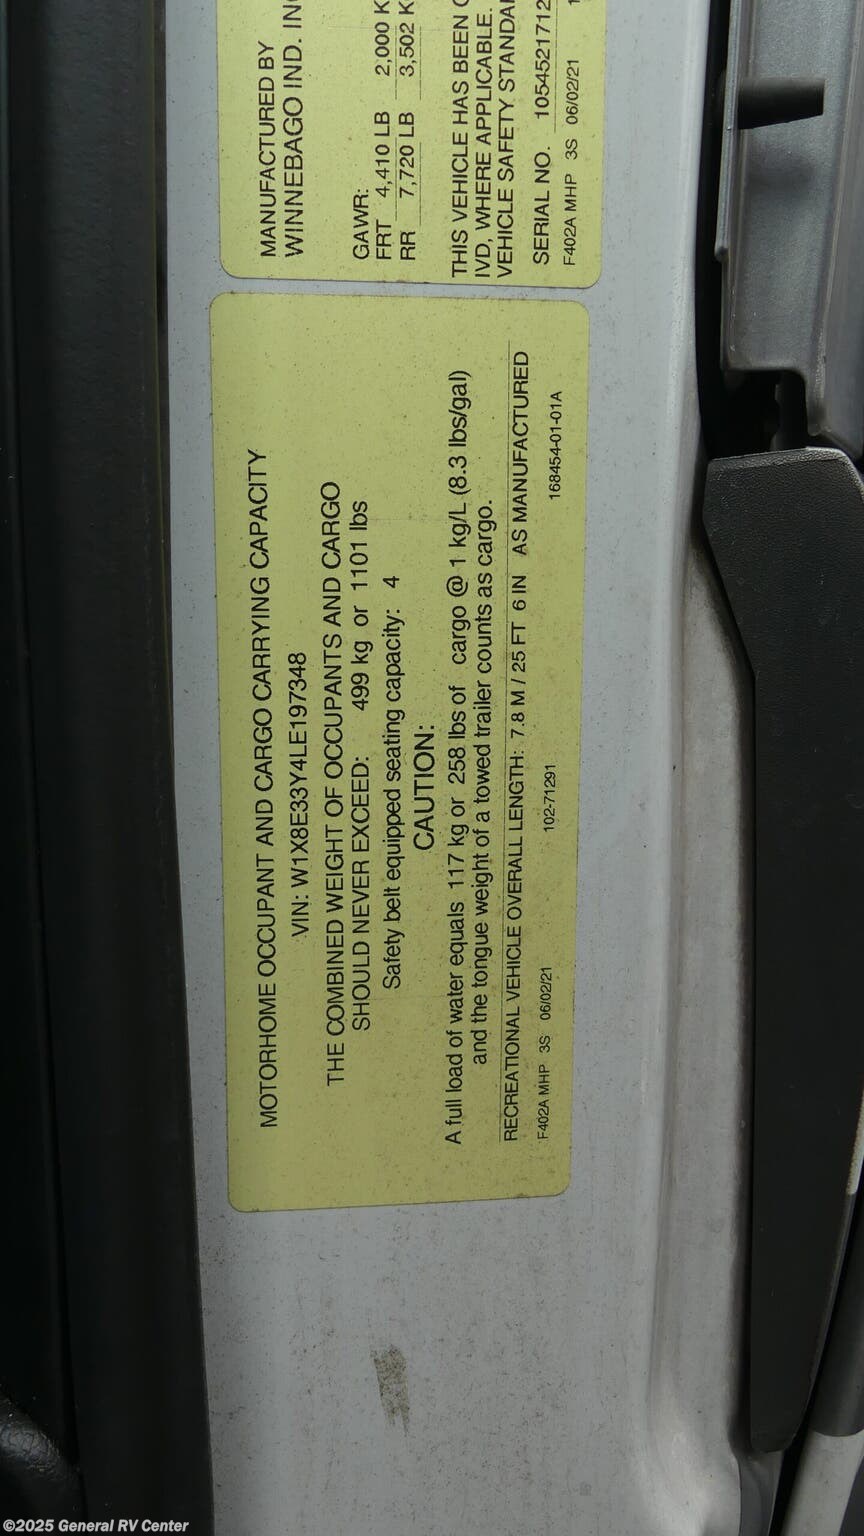 MOTORHOME OCCUPANT AND CARGO CARRYING CAPACITY
VIN: W1X8E33Y4LE197348
THE COMBINED WEIGHT OF OCCUPANTS AND CARGO
SHOULD NEVER EXCEED: 499 kg or 1101 lbs
Safety belt equipped seating capacity: 4
CAUTION:
A full load of water equals 117 kg or 258 lbs of cargo @ 1 kg/L (8.3 lbs/gal)
and the tongue weight of a towed trailer counts as cargo.
RECREATIONAL VEHICLE OVERALL LENGTH: 7.8 M / 25 FT 6 IN AS MANUFACTURED
F402A MHP 3S 06/02/21 102-71291 168454-01-01A
MANUFACTURED BY
WINNEBAGO IND. IN
GAWR:
FRT 4,410 LB 2,000 K
RR 7,720 LB 3,502 K
THIS VEHICLE HAS BEEN
IVD, WHERE APPLICABLE.
VEHICLE SAFETY STANDA
SERIAL NO. 1054521712
F402A MHP 3S 06/02/21
©2025 General RV Center